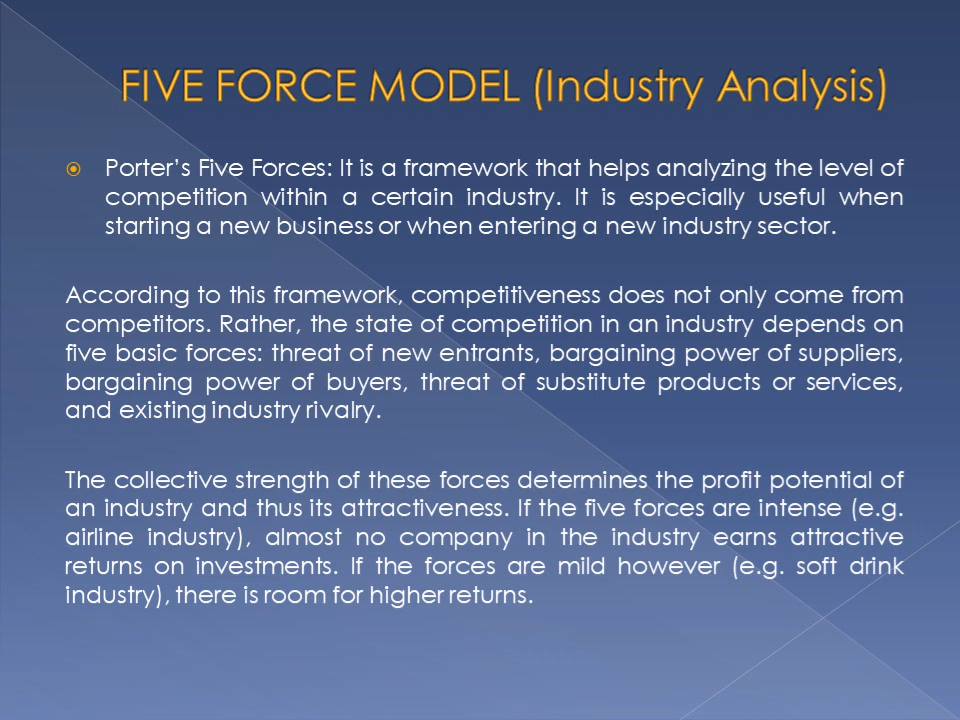 FIVE FORCE MODEL (Industry Analysis)
Porter’s Five Forces: It is a framework that helps analyzing the level of
competition within a certain industry. It is especially useful when
starting a new business or when entering a new industry sector.
According to this framework, competitiveness does not only come from
competitors. Rather, the state of competition in an industry depends on
five basic forces: threat of new entrants, bargaining power of suppliers,
bargaining power of buyers, threat of substitute products or services,
and existing industry rivalry.
The collective strength of these forces determines the profit potential of
an industry and thus its attractiveness. If the five forces are intense (e.g.
airline industry), almost no company in the industry earns attractive
returns on investments. If the forces are mild however (e.g. soft drink
industry), there is room for higher returns.